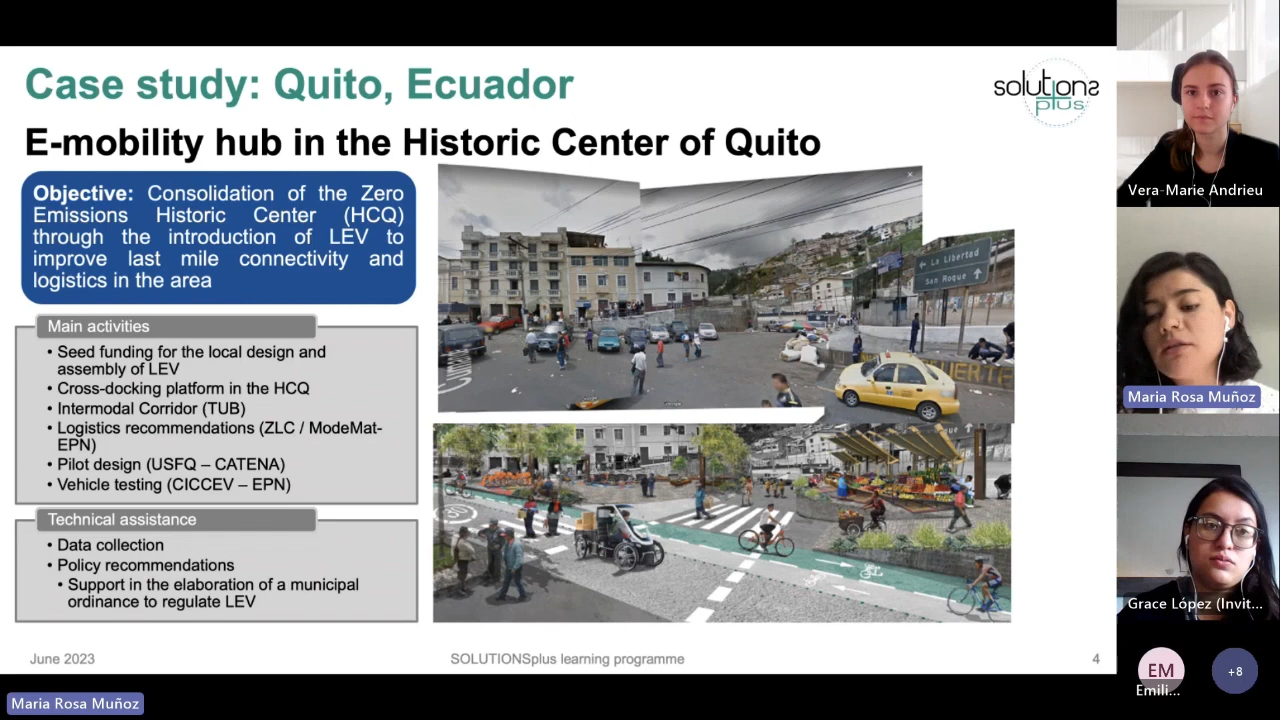 Case study: Quito, Ecuador
solutions
plus
E-mobility hub in the Historic Center of Quito
Objective: Consolidation of the Zero
Emissions Historic Center (HCQ)
through the introduction of LEV to
improve last mile connectivity and
logistics in the area
Main activities
• Seed funding for the local design and
assembly of LEV
• Cross-docking platform in the HCQ
• Intermodal Corridor (TUB)
• Logistics recommendations (ZLC / ModeMat-
EPN)
• Pilot design (USFQ – CATENA)
• Vehicle testing (CICCEV – EPN)
Technical assistance
• Data collection
• Policy recommendations
• Support in the elaboration of a municipal
ordinance to regulate LEV
← La Libertad
San Roque ↑
30
June 2023
SOLUTIONSplus learning programme
4
Maria Rosa Muñoz
Vera-Marie Andrieu
Maria Rosa Muñoz
Grace López (Invit...
EM
Emili...
+8